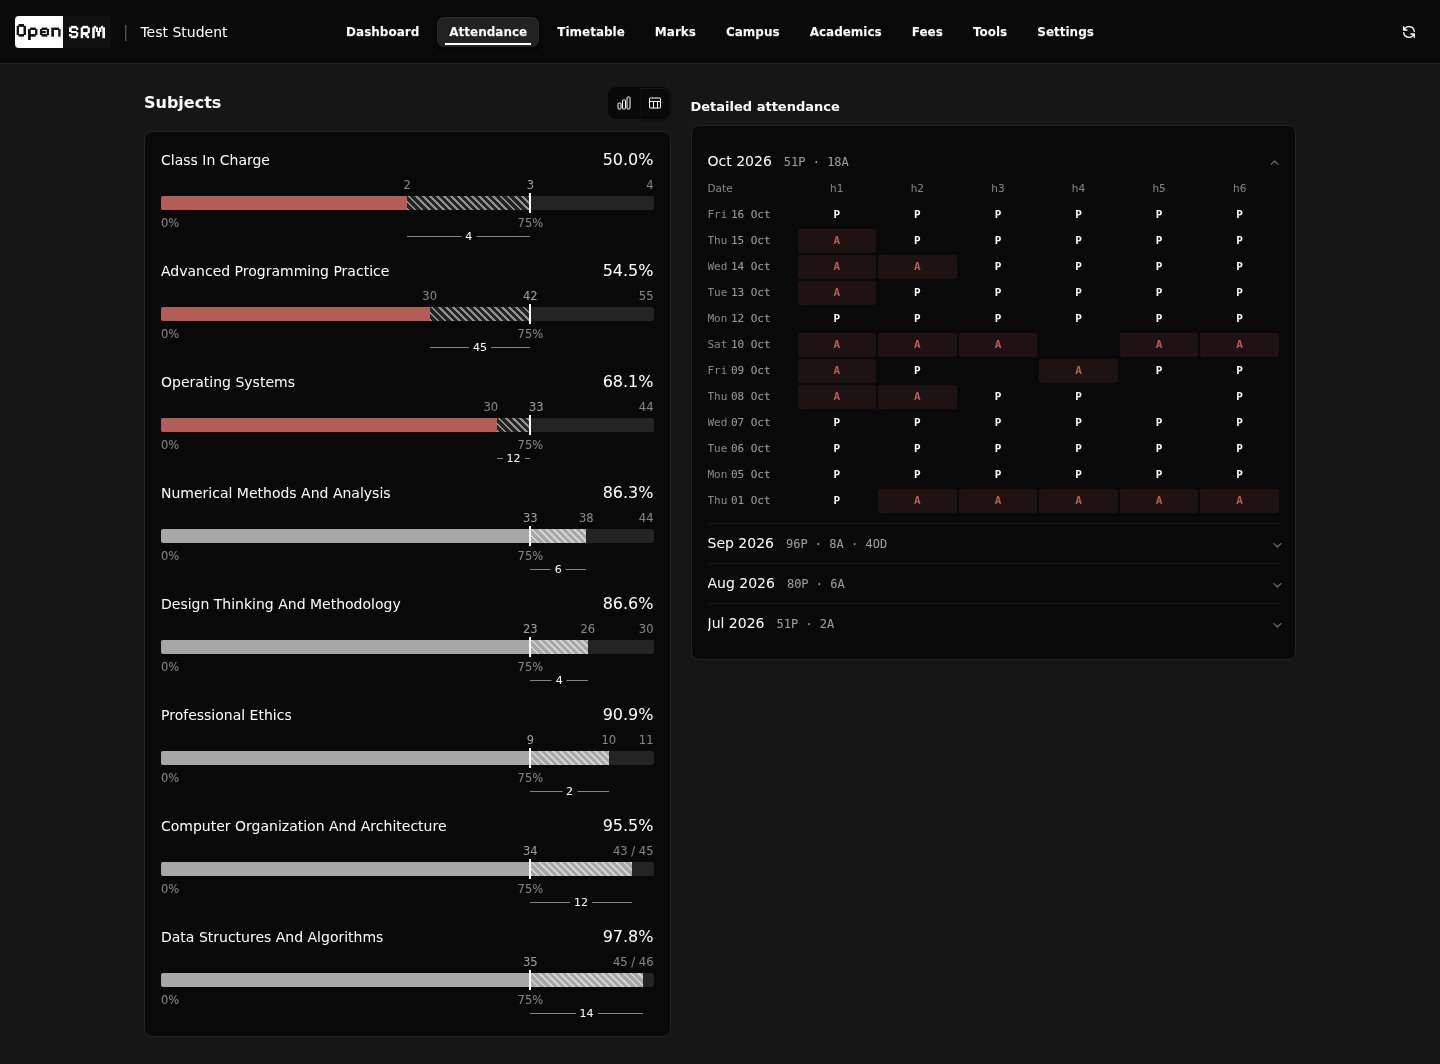 Open SRM | Test Student Dashboard Attendance Timetable Marks Campus Academics Fees Tools Settings
Subjects
Class In Charge 50.0%
2 3 4
0% 75%
4
Advanced Programming Practice 54.5%
30 42 55
0% 75%
45
Operating Systems 68.1%
30 33 44
0% 75%
12
Numerical Methods And Analysis 86.3%
33 38 44
0% 75%
6
Design Thinking And Methodology 86.6%
23 26 30
0% 75%
4
Professional Ethics 90.9%
9 10 11
0% 75%
2
Computer Organization And Architecture 95.5%
34 43 / 45
0% 75%
12
Data Structures And Algorithms 97.8%
35 45 / 46
0% 75%
14
Detailed attendance
Oct 2026 51P · 18A
Date h1 h2 h3 h4 h5 h6
Fri 16 Oct P P P P P P
Thu 15 Oct A P P P P P
Wed 14 Oct A A P P P P
Tue 13 Oct A P P P P P
Mon 12 Oct P P P P P P
Sat 10 Oct A A A A A
Fri 09 Oct A P A P P
Thu 08 Oct A A P P P
Wed 07 Oct P P P P P P
Tue 06 Oct P P P P P P
Mon 05 Oct P P P P P P
Thu 01 Oct P A A A A A
Sep 2026 96P · 8A · 4OD
Aug 2026 80P · 6A
Jul 2026 51P · 2A